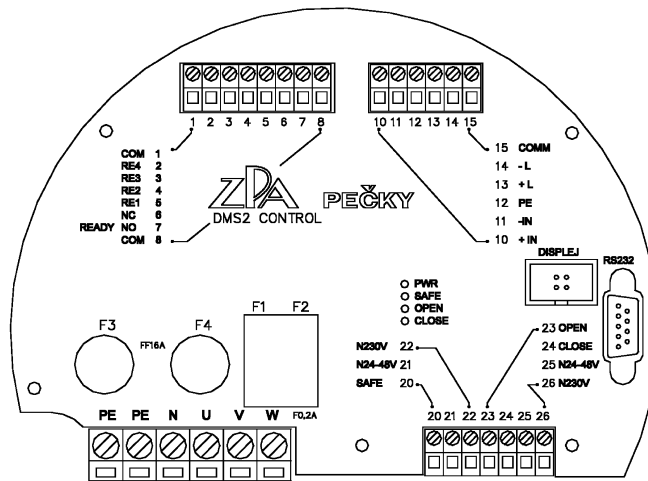 1 2 3 4 5 6 7 8
10 11 12 13 14 15
COM 1
RE4 2
RE3 3
RE2 4
RE1 5
NC 6
READY NO 7
COM 8
ZPA PEČKY
DMS2 CONTROL
15 COMM
14 -L
13 +L
12 PE
11 -IN
10 +IN
DISPLEJ
RS232
PWR
SAFE
OPEN
CLOSE
F3
FF16A
F4
F1 F2
F0,2A
N230V 22
N24-48V 21
SAFE 20
23 OPEN
24 CLOSE
25 N24-48V
26 N230V
PE PE N U V W
20 21 22 23 24 25 26